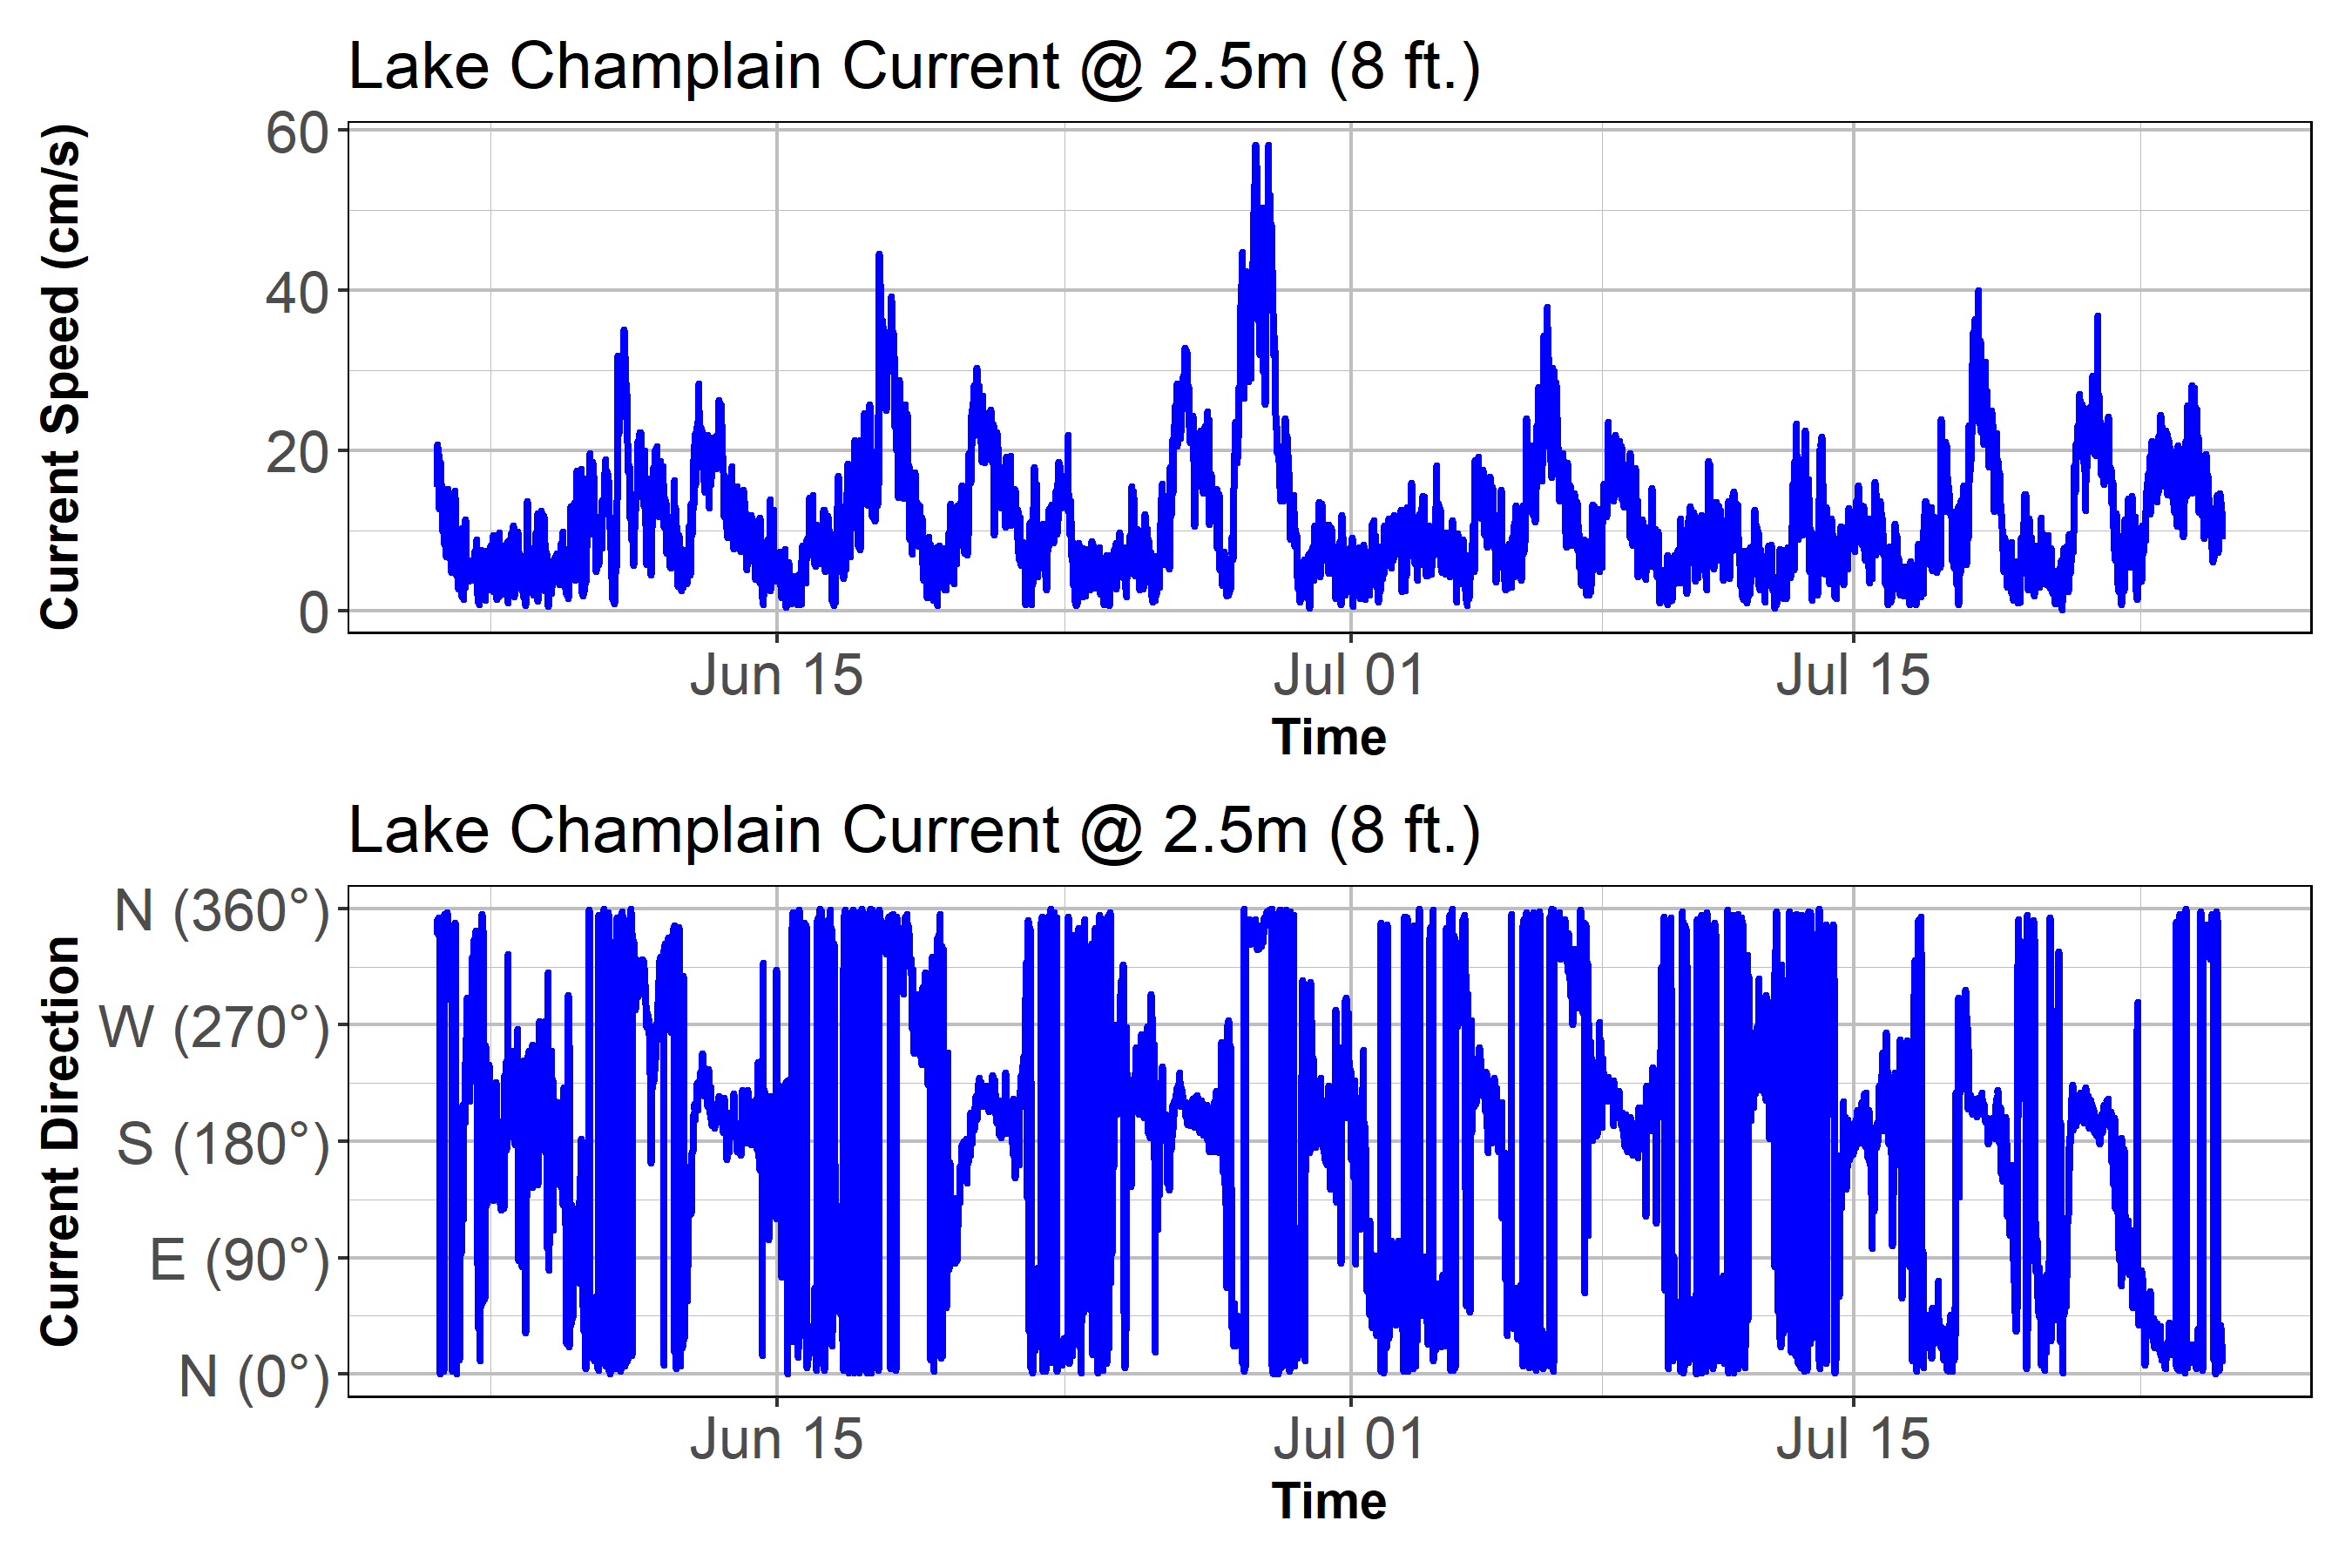 Lake Champlain Current @ 2.5m (8 ft.)
Current Speed (cm/s)
60
40
20
0
Jun 15
Jul 01
Jul 15
Time
Lake Champlain Current @ 2.5m (8 ft.)
Current Direction
N (360°)
W (270°)
S (180°)
E (90°)
N (0°)
Jun 15
Jul 01
Jul 15
Time